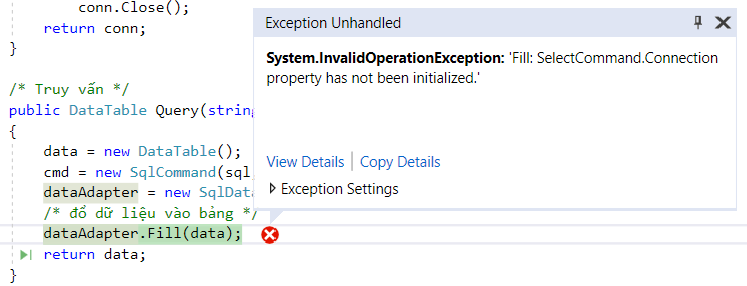 conn.Close();
return conn;
}
/* Truy vấn */
public DataTable Query(string
{
data = new DataTable();
cmd = new SqlCommand(sql
dataAdapter = new SqlData
/* đổ dữ liệu vào bảng */
dataAdapter.Fill(data);
return data;
}
Exception Unhandled
System.InvalidOperationException: 'Fill: SelectCommand.Connection
property has not been initialized.'
View Details | Copy Details
Exception Settings